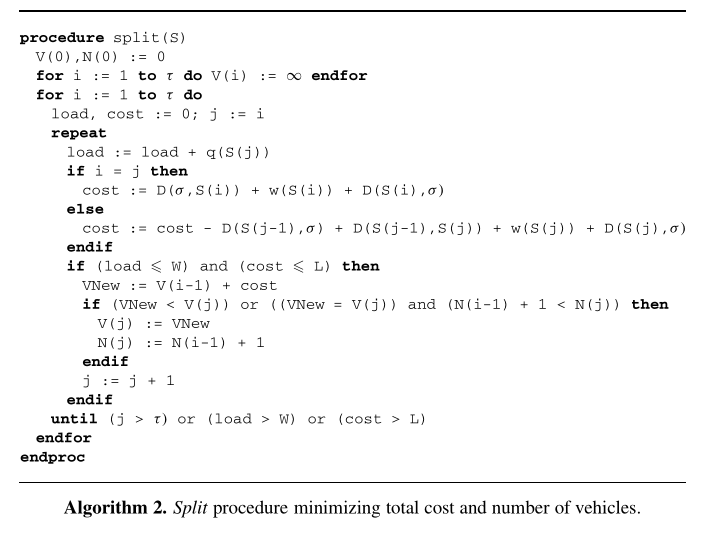 procedure split(S)
V(0),N(0) := 0
for i := 1 to τ do V(i) := ∞ endfor
for i := 1 to τ do
load, cost := 0; j := i
repeat
load := load + q(S(j))
if i = j then
cost := D(σ,S(i)) + w(S(i)) + D(S(i),σ)
else
cost := cost - D(S(j-1),σ) + D(S(j-1),S(j)) + w(S(j)) + D(S(j),σ)
endif
if (load ⩽ W) and (cost ⩽ L) then
VNew := V(i-1) + cost
if (VNew < V(j)) or ((VNew = V(j)) and (N(i-1) + 1 < N(j)) then
V(j) := VNew
N(j) := N(i-1) + 1
endif
j := j + 1
endif
until (j > τ) or (load > W) or (cost > L)
endfor
endproc
Algorithm 2. Split procedure minimizing total cost and number of vehicles.